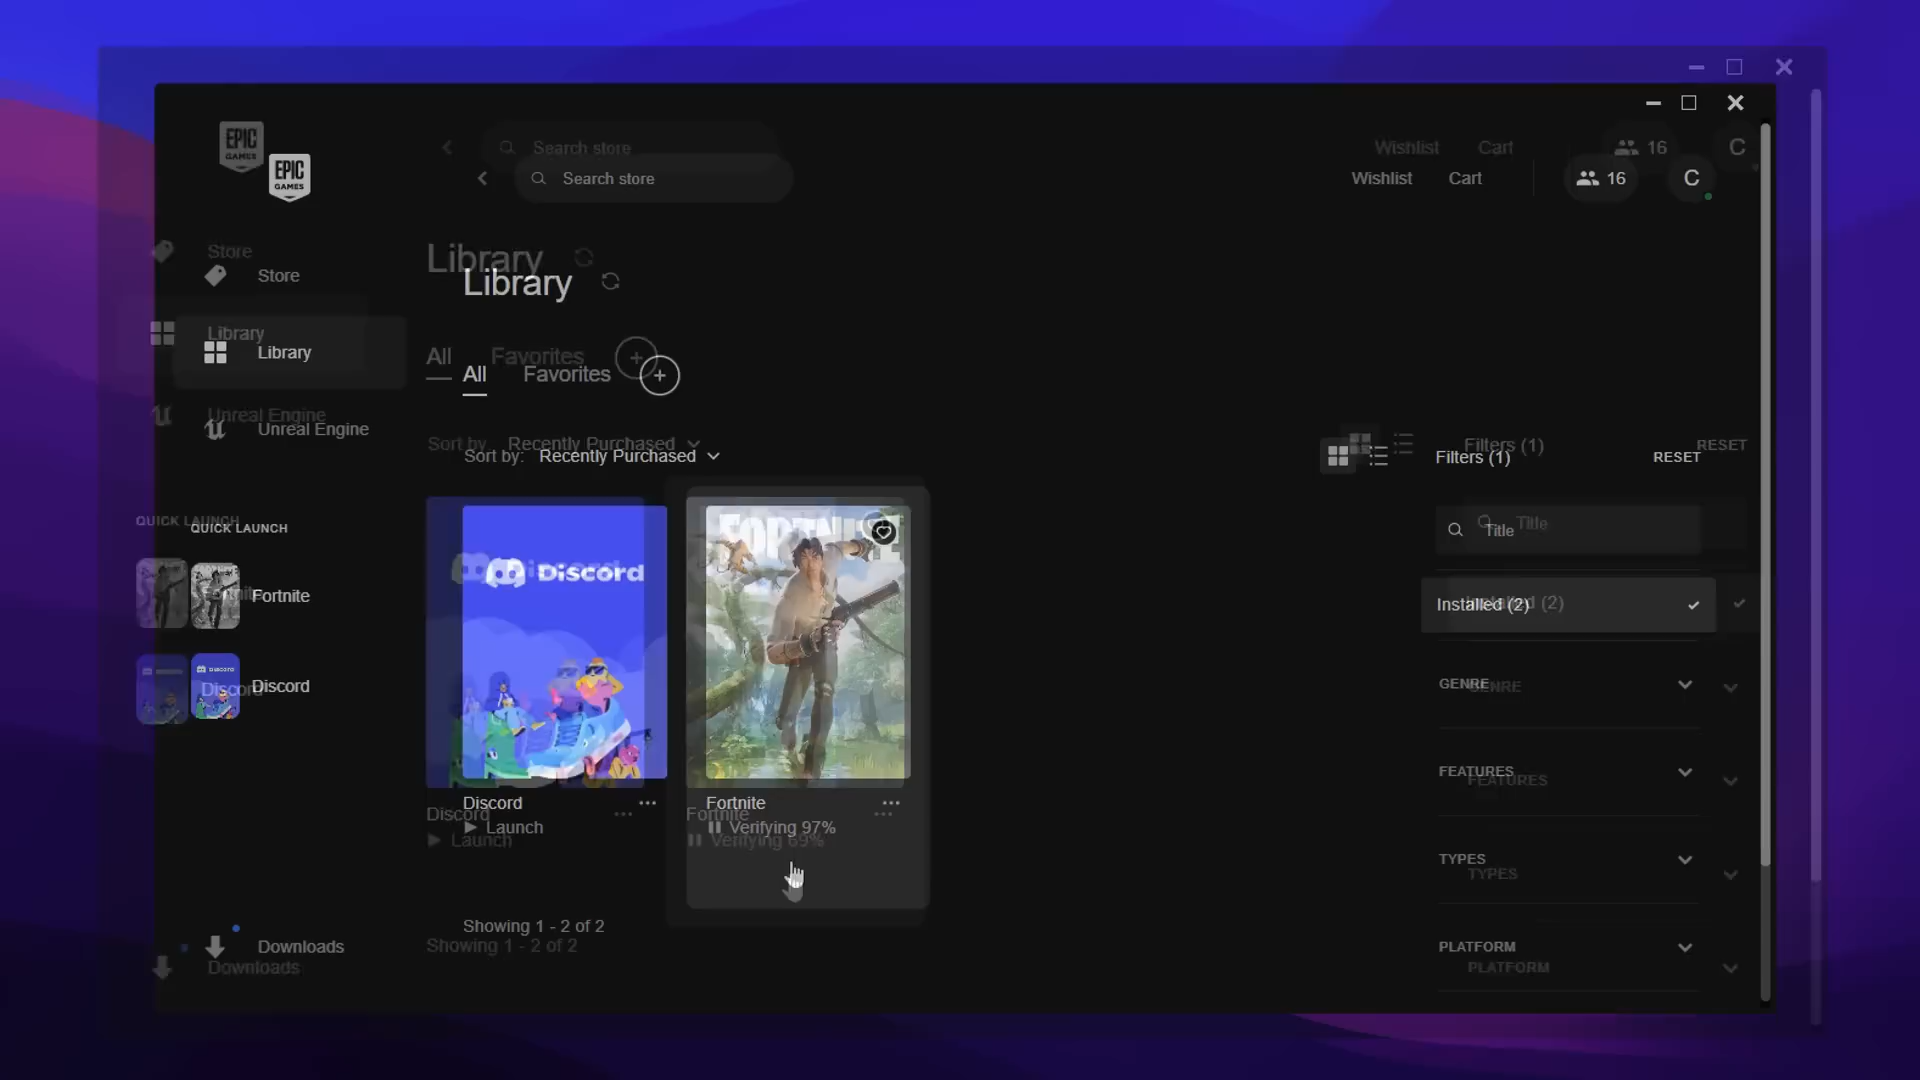 EPIC
GAMES
Search store
Wishlist
Cart
16
C
EPIC
GAMES
Search store
Wishlist
Cart
16
C
Store
Store
Library
Library
Library
Library
Unreal Engine
Unreal Engine
All
Favorites
All
Favorites
Sort by
Recently Purchased
Sort by:
Recently Purchased
Filters (1)
RESET
Filters (1)
RESET
QUICK LAUNCH
QUICK LAUNCH
Title
Title
FORTNITE
Discord
Fortnite
Installed (2)
Installed (2)
Discord
Discord
GENRE
GENRE
FEATURES
FEATURES
Discord
Launch
Discord
Launch
Fortnite
Verifying 97%
Fortnite
Verifying 69%
TYPES
TYPES
Showing 1 - 2 of 2
Showing 1 - 2 of 2
Downloads
Downloads
PLATFORM
PLATFORM